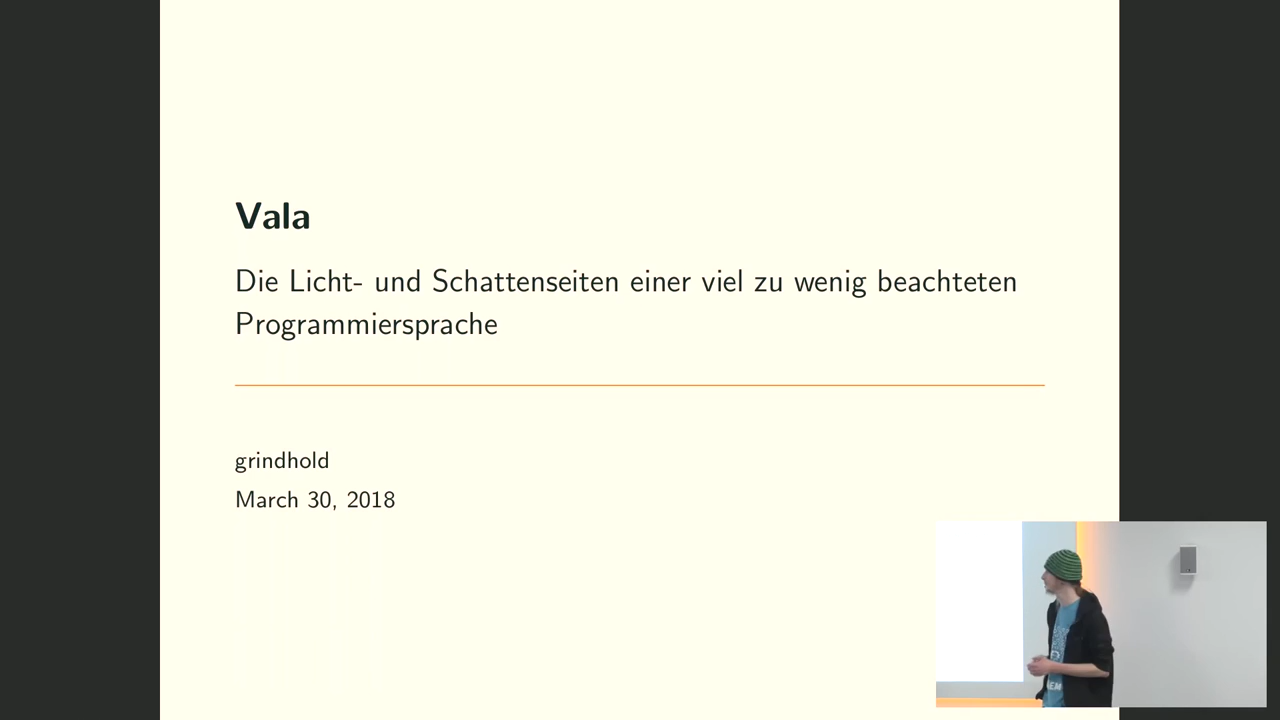 Vala
Die Licht- und Schattenseiten einer viel zu wenig beachteten
Programmiersprache
grindhold
March 30, 2018